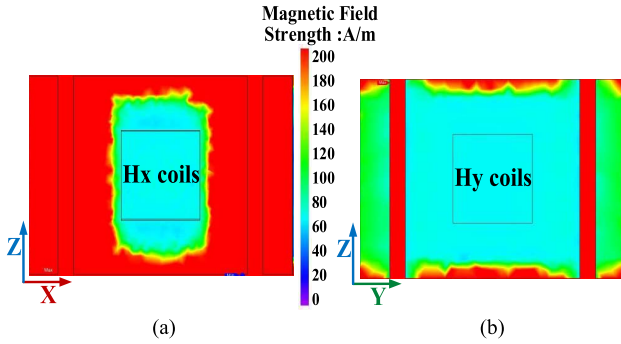 Magnetic Field
Strength :A/m
200
180
160
140
120
100
80
60
40
20
0
Hx coils
Hy coils
Z
X
Z
Y
(a)
(b)